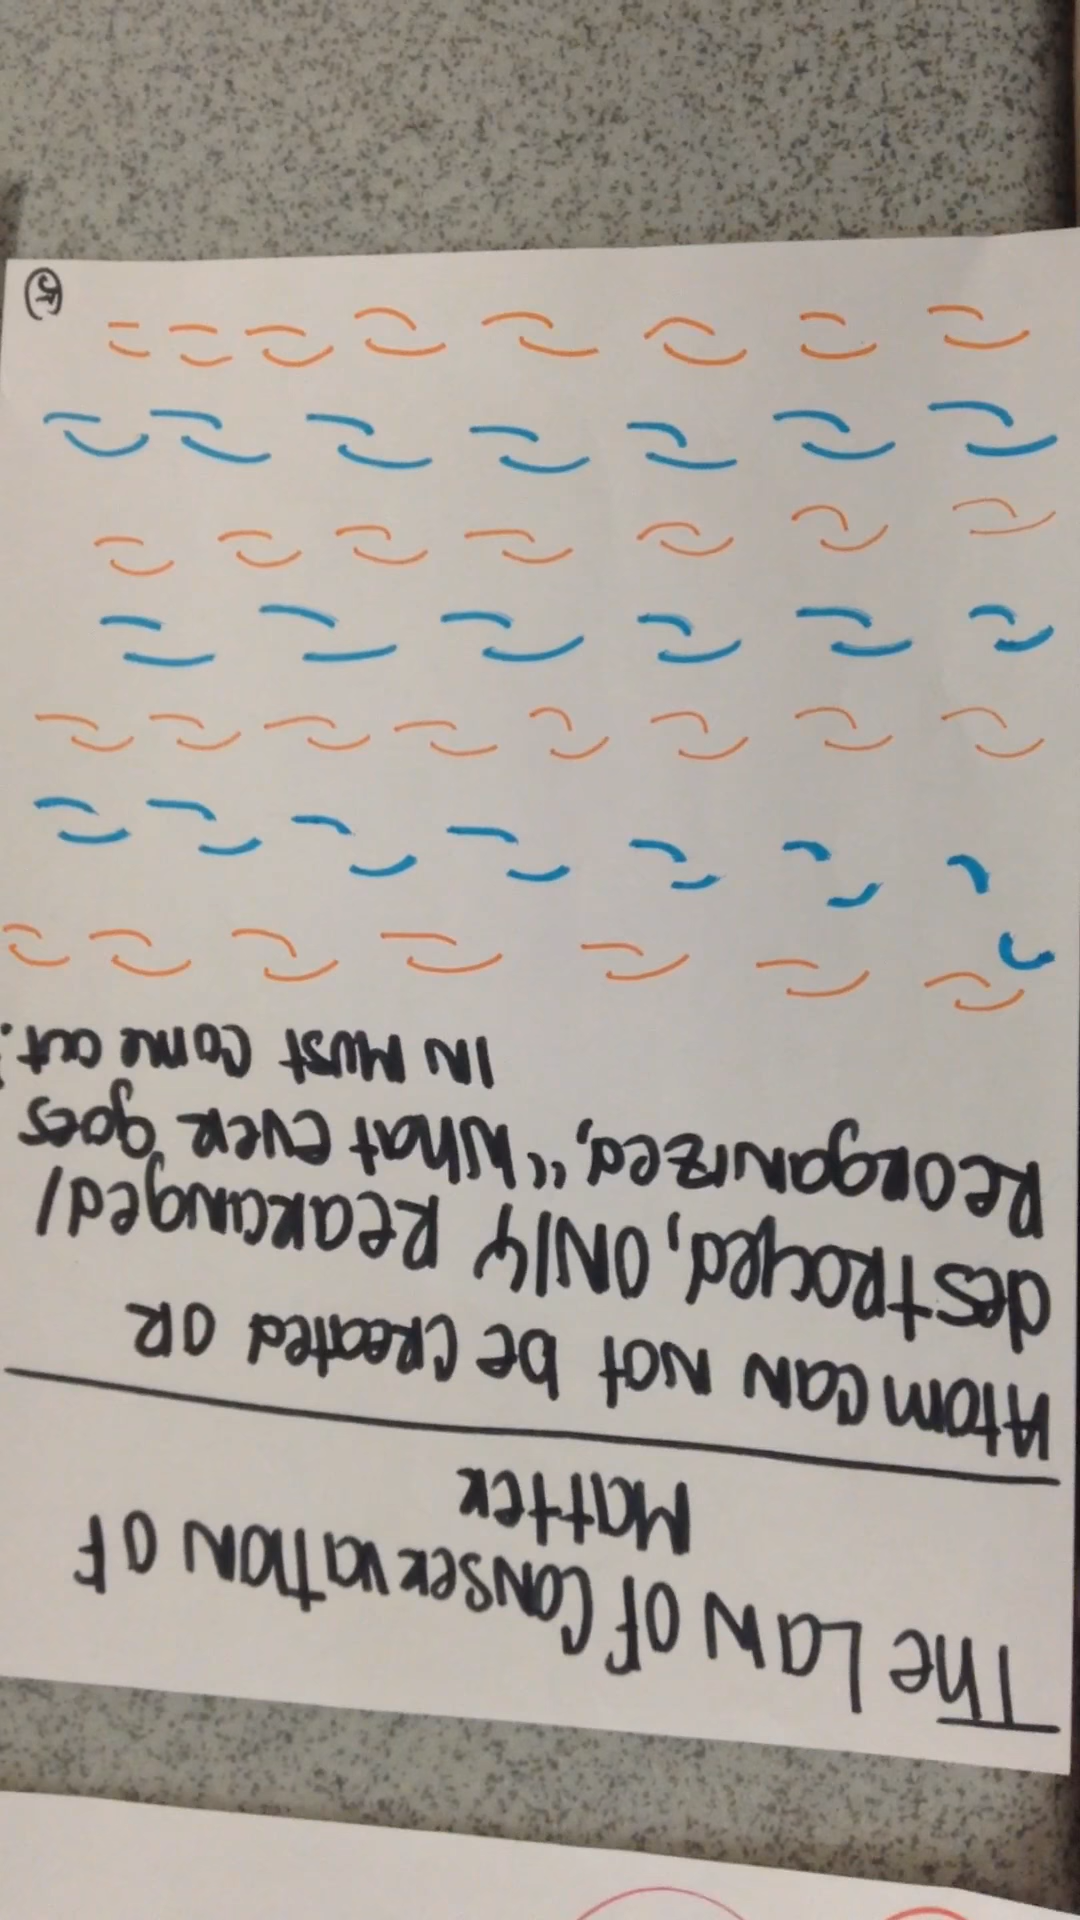 The Law OF Conservation OF
Matter
Atom can not be created or
destroyed, only rearanged/
Reorganized, "What ever goes
in must come out."